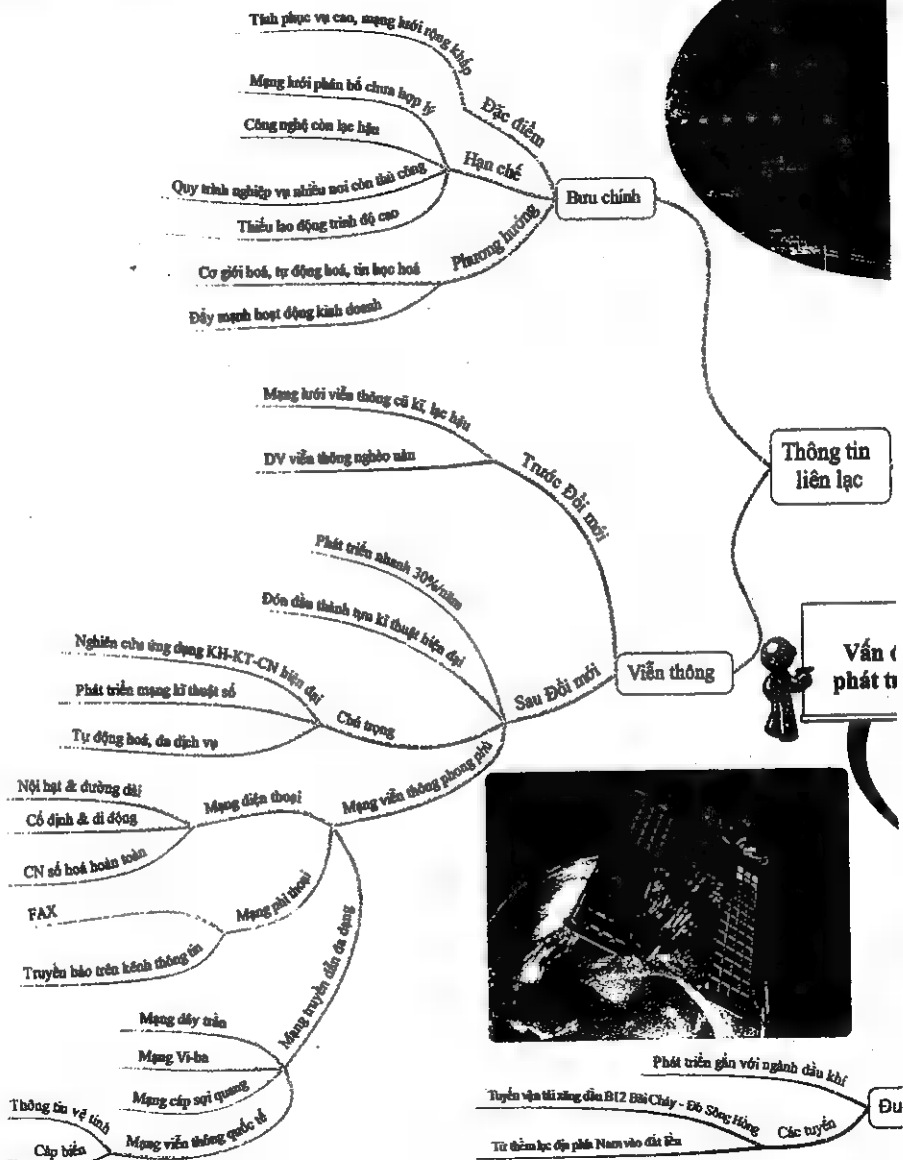 Tính phục vụ cao, mạng lưới rộng khắp
Đặc điểm
Mạng lưới phân bố chưa hợp lý
Công nghệ còn lạc hậu
Hạn chế
Quy trình nghiệp vụ nhiều nơi còn thủ công
Thiếu lao động trình độ cao
Bưu chính
Phương hướng
Cơ giới hoá, tự động hoá, tin học hoá
Đẩy mạnh hoạt động kinh doanh
Mạng lưới viễn thông cũ kĩ, lạc hậu
DV viễn thông nghèo nàn
Trước Đổi mới
Thông tin
liên lạc
Phát triển nhanh 30%/năm
Đón đầu thành tựu kĩ thuật hiện đại
Nghiên cứu ứng dụng KH-KT-CN hiện đại
Phát triển mạng kĩ thuật số
Tự động hoá, đa dịch vụ
Chú trọng
Sau Đổi mới
Viễn thông
Vấn
phát
Mạng viễn thông phong phú
Nội hạt & đường dài
Cố định & di động
CN số hoá hoàn toàn
Mạng điện thoại
FAX
Truyền báo trên kênh thông tin
Mạng phi thoại
Mạng truyền dẫn đa dạng
Mạng dây trần
Mạng Vi-ba
Mạng cáp sợi quang
Mạng viễn thông quốc tế
Thông tin vệ tinh
Cáp biển
Phát triển gắn với ngành dầu khí
Tuyến vận tải xăng dầu B12 Bãi Cháy - Đb Sông Hồng
Các tuyến
Từ thềm lục địa phía Nam vào đất liền